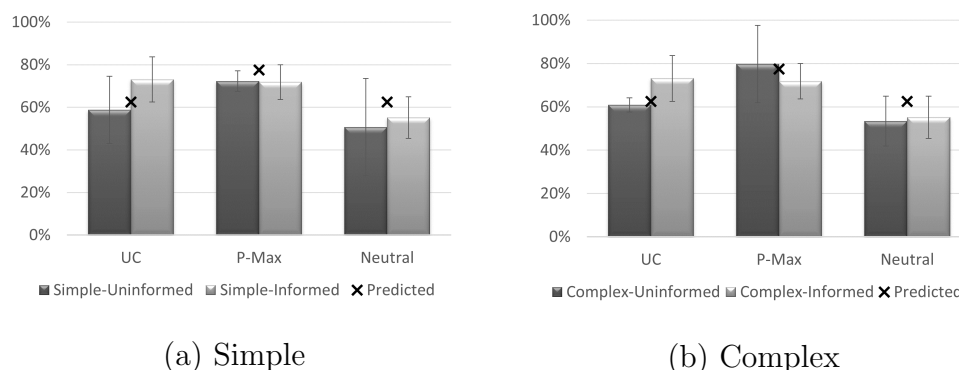 100%
80%
60%
40%
20%
0%
UC P-Max Neutral
Simple-Uninformed Simple-Informed Predicted
(a) Simple
100%
80%
60%
40%
20%
0%
UC P-Max Neutral
Complex-Uninformed Complex-Informed Predicted
(b) Complex